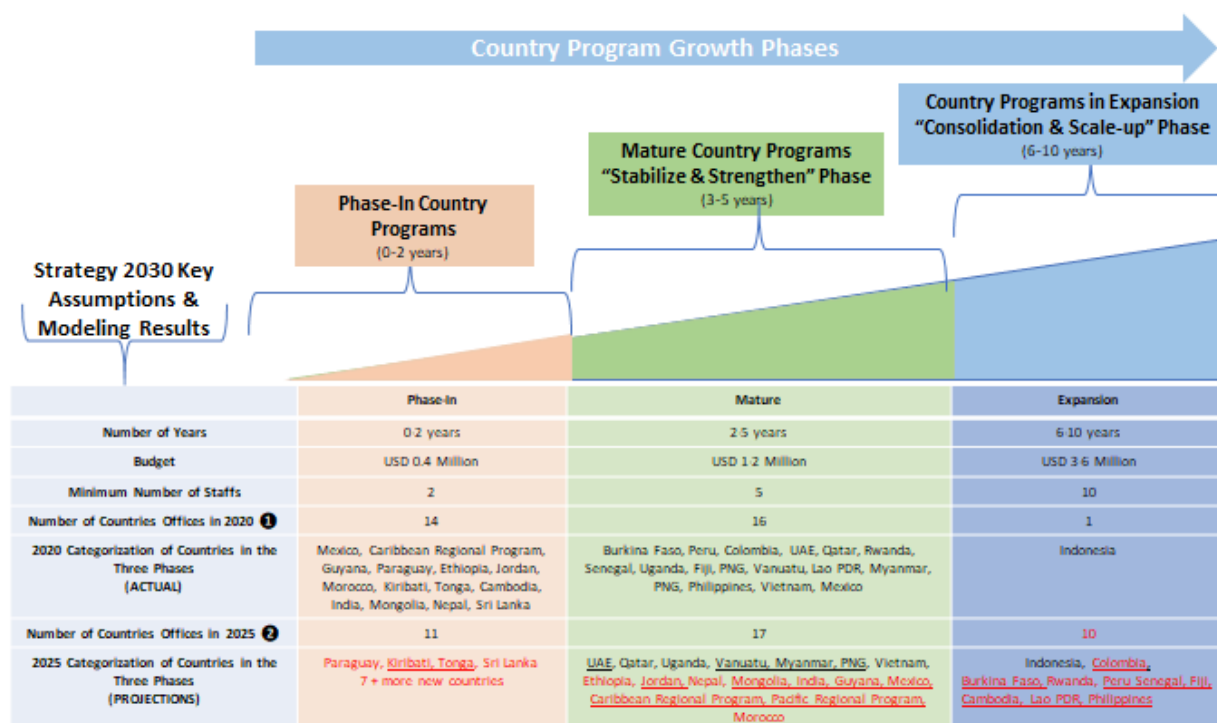 Country Program Growth Phases
Country Programs in Expansion
“Consolidation & Scale-up” Phase
(6-10 years)
Mature Country Programs
“Stabilize & Strengthen” Phase
(3-5 years)
Phase-In Country
Programs
(0-2 years)
Strategy 2030 Key
Assumptions &
Modeling Results
Phase-In Mature Expansion
Number of Years 0-2 years 2-5 years 6-10 years
Budget USD 0.4 Million USD 1-2 Million USD 3-6 Million
Minimum Number of Staffs 2 5 10
Number of Countries Offices in 2020 ❶ 14 16 1
2020 Categorization of Countries in the
Three Phases
(ACTUAL)
Mexico, Caribbean Regional Program,
Guyana, Paraguay, Ethiopia, Jordan,
Morocco, Kiribati, Tonga, Cambodia,
India, Mongolia, Nepal, Sri Lanka
Burkina Faso, Peru, Colombia, UAE, Qatar, Rwanda,
Senegal, Uganda, Fiji, PNG, Vanuatu, Lao PDR, Myanmar,
PNG, Philippines, Vietnam, Mexico
Indonesia
Number of Countries Offices in 2025 ❷ 11 17 10
2025 Categorization of Countries in the
Three Phases
(PROJECTIONS)
Paraguay, Kiribati, Tonga, Sri Lanka
7 + more new countries
UAE, Qatar, Uganda, Vanuatu, Myanmar, PNG, Vietnam,
Ethiopia, Jordan, Nepal, Mongolia, India, Guyana, Mexico,
Caribbean Regional Program, Pacific Regional Program,
Morocco
Indonesia, Colombia,
Burkina Faso, Rwanda, Peru Senegal, Fiji,
Cambodia, Lao PDR, Philippines